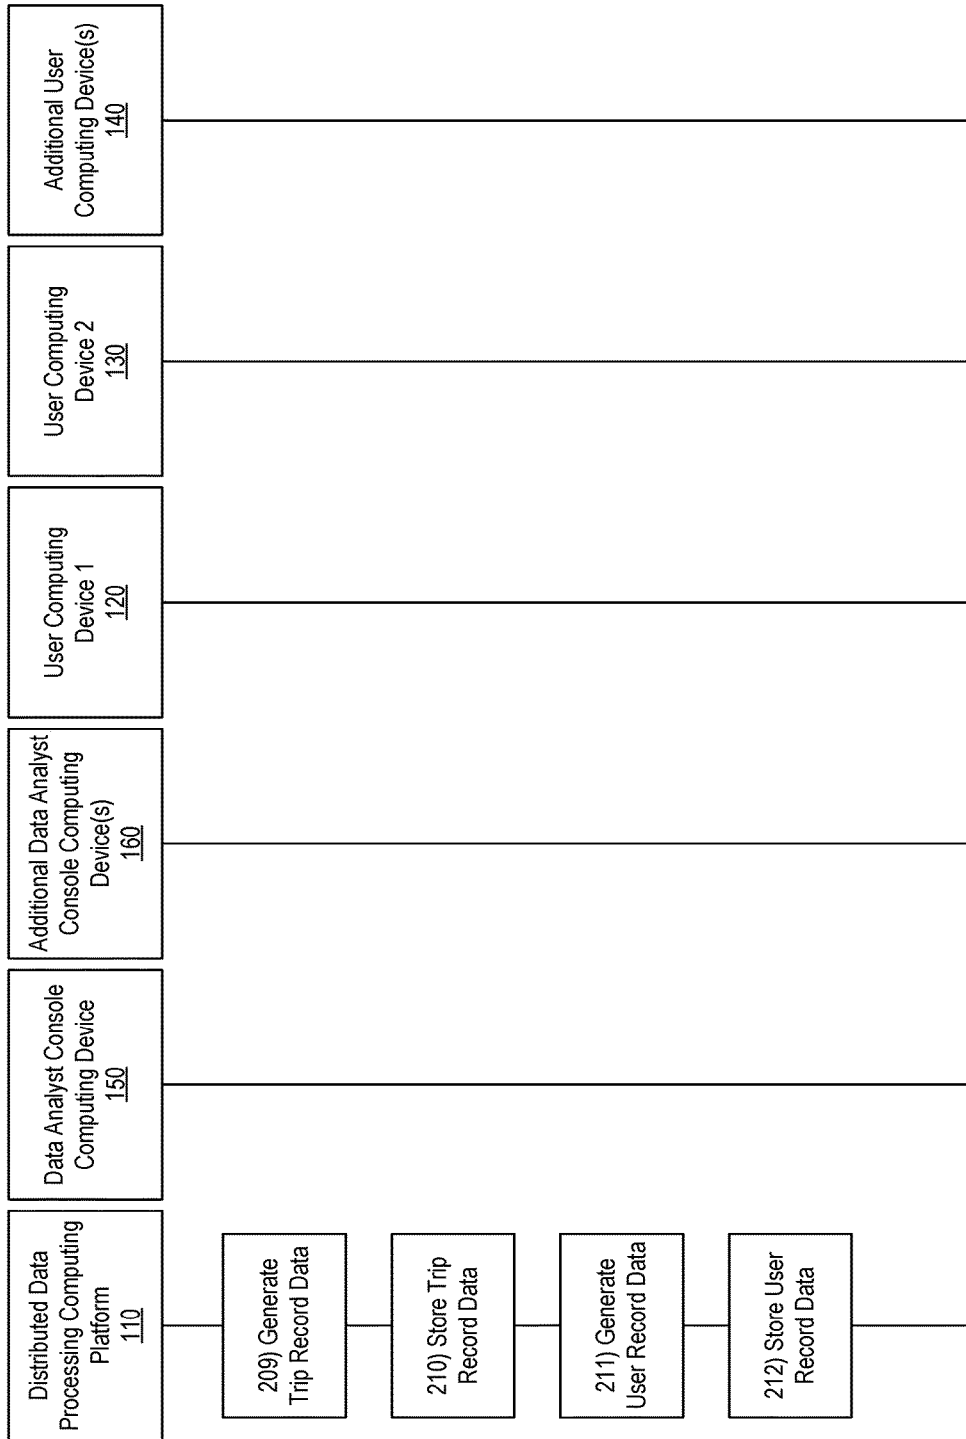 Distributed Data
Processing Computing
Platform
110
Data Analyst Console
Computing Device
150
Additional Data Analyst
Console Computing
Device(s)
160
User Computing
Device 1
120
User Computing
Device 2
130
Additional User
Computing Device(s)
140
209) Generate
Trip Record Data
210) Store Trip
Record Data
211) Generate
User Record Data
212) Store User
Record Data